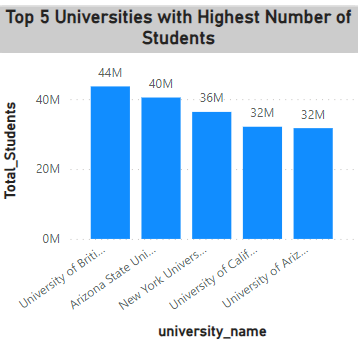 Top 5 Universities with Highest Number of
Students
44M
40M
36M
32M
32M
40M
20M
0M
Total_Students
University of Briti...
Arizona State Uni...
New York Univers...
University of Calif...
University of Ariz...
university_name